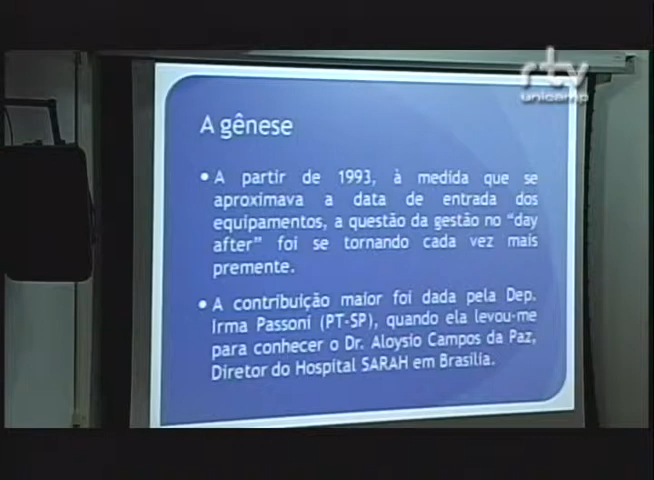 rtv
unicamp
A gênese
• A partir de 1993, à medida que se
aproximava a data de entrada dos
equipamentos, a questão da gestão no “day
after” foi se tornando cada vez mais
premente.
• A contribuição maior foi dada pela Dep.
Irma Passoni (PT-SP), quando ela levou-me
para conhecer o Dr. Aloysio Campos da Paz,
Diretor do Hospital SARAH em Brasília.